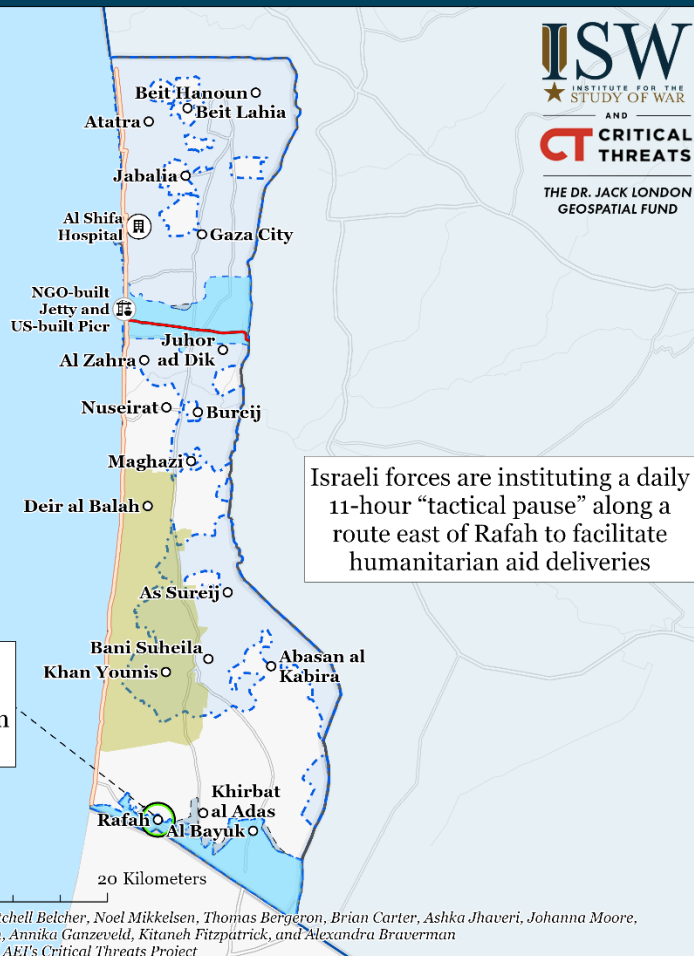 ISW
INSTITUTE FOR THE
STUDY OF WAR
AND
CT CRITICAL
THREATS
THE DR. JACK LONDON
GEOSPATIAL FUND
Beit Hanoun
Beit Lahia
Atatra
Jabalia
Al Shifa
Hospital
Gaza City
NGO-built
Jetty and
US-built Pier
Juhor
ad Dik
Al Zahra
Nuseirat
Bureij
Maghazi
Israeli forces are instituting a daily
11-hour “tactical pause” along a
route east of Rafah to facilitate
humanitarian aid deliveries
Deir al Balah
As Sureij
Bani Suheila
Abasan al
Kabira
Khan Younis
Khirbat
al Adas
Rafah
Al Bayuk
20 Kilometers
Belcher, Noel Mikkelsen, Thomas Bergeron, Brian Carter, Ashka Jhaveri, Johanna Moore,
Annika Ganzeveld, Kitaneh Fitzpatrick, and Alexandra Braverman
AEI's Critical Threats Project